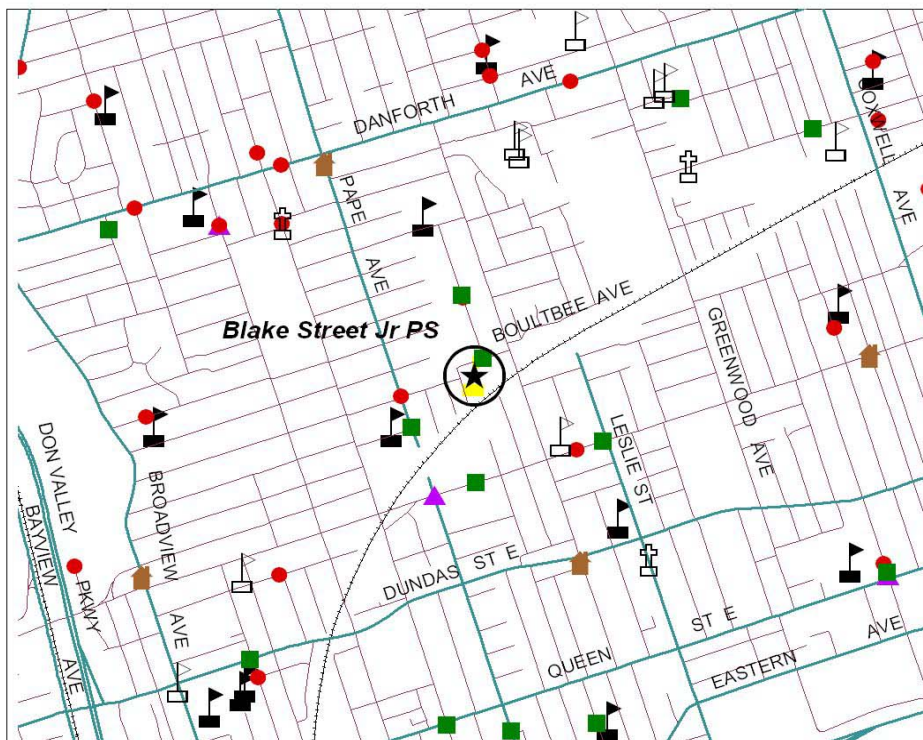 DANFORTH AVE
COXWELL AVE
PAPE AVE
BOULTBEE AVE
Blake Street Jr PS
GREENWOOD AVE
LESLIE ST
DON VALLEY PKWY
BAYVIEW AVE
BROADVIEW AVE
DUNDAS ST E
QUEEN ST E
EASTERN AVE